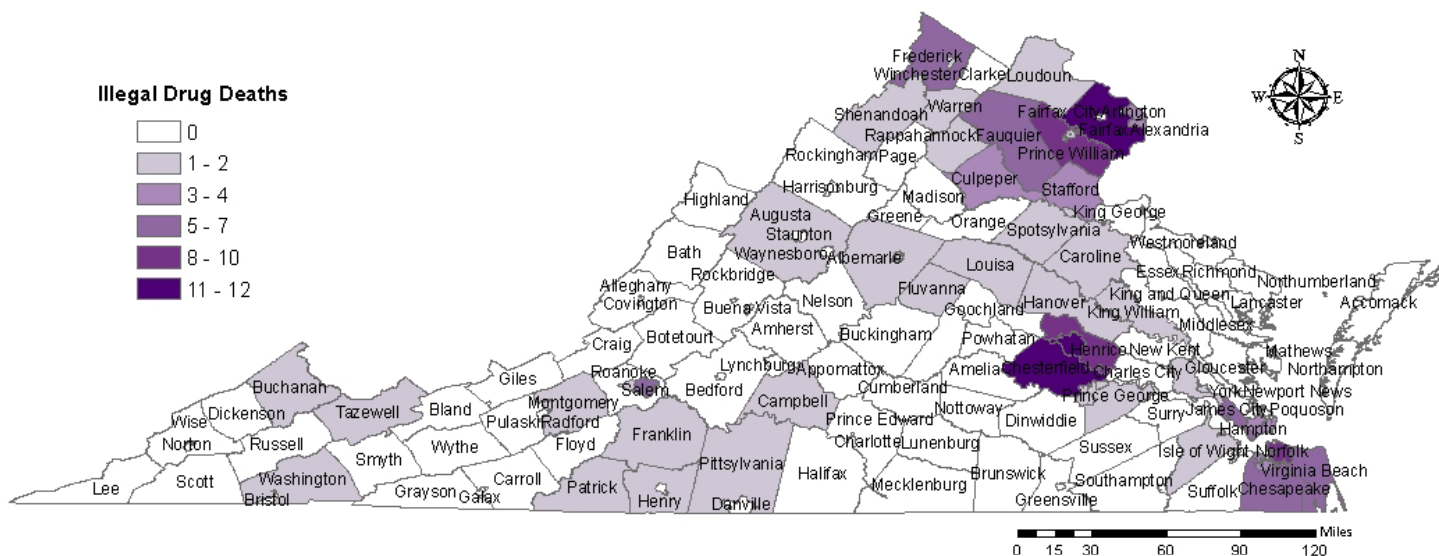 N
W E
S
Illegal Drug Deaths
0
1 - 2
3 - 4
5 - 7
8 - 10
11 - 12
Frederick
Winchester Clarke
Loudoun
Shenandoah
Warren
Fairfax City Arlington
Rappahannock
Fauquier
Fairfax Alexandria
Rockingham
Page
Prince William
Harrisonburg
Culpeper
Stafford
Highland
Madison
Augusta
Greene
Orange
King George
Staunton
Spotsylvania
Waynesboro
Albemarle
Westmoreland
Bath
Louisa
Caroline
Rockbridge
Essex Richmond
Northumberland
Alleghany
Fluvanna
Covington
Nelson
Hanover
King and Queen
Lancaster
Accomack
Buena Vista
Goochland
King William
Botetourt
Amherst
Buckingham
Middlesex
Craig
Powhatan
Henrico New Kent
Mathews
Roanoke
Lynchburg
Appomattox
Amelia
Chesterfield
Charles City
Gloucester
Northampton
Giles
Salem
Bedford
Cumberland
Buchanan
York Newport News
Prince George
Dickenson
Tazewell
Bland
Montgomery
Campbell
Prince Edward
Nottoway
Dinwiddie
Surry
James City Poquoson
Wise
Pulaski
Radford
Franklin
Hampton
Norton
Russell
Wythe
Floyd
Charlotte
Lunenburg
Sussex
Isle of Wight
Norfolk
Smyth
Pittsylvania
Virginia Beach
Lee
Scott
Washington
Carroll
Patrick
Halifax
Brunswick
Southampton
Chesapeake
Bristol
Grayson
Galax
Henry
Danville
Mecklenburg
Greensville
Suffolk
Miles
0 15 30 60 90 120